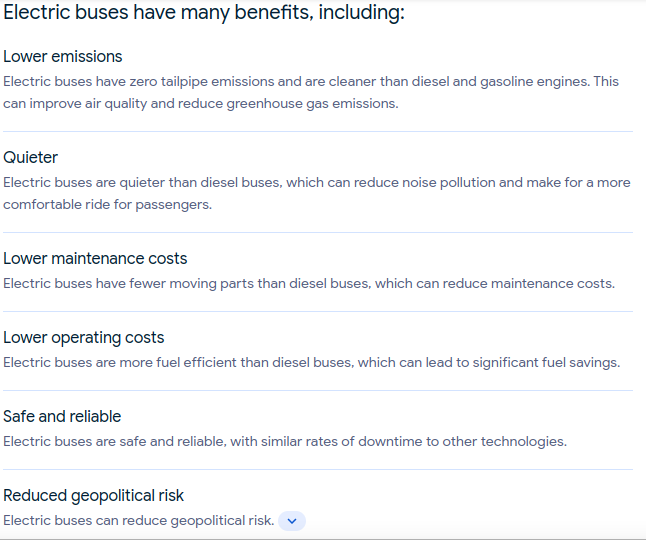 Electric buses have many benefits, including:
Lower emissions
Electric buses have zero tailpipe emissions and are cleaner than diesel and gasoline engines. This
can improve air quality and reduce greenhouse gas emissions.
Quieter
Electric buses are quieter than diesel buses, which can reduce noise pollution and make for a more
comfortable ride for passengers.
Lower maintenance costs
Electric buses have fewer moving parts than diesel buses, which can reduce maintenance costs.
Lower operating costs
Electric buses are more fuel efficient than diesel buses, which can lead to significant fuel savings.
Safe and reliable
Electric buses are safe and reliable, with similar rates of downtime to other technologies.
Reduced geopolitical risk
Electric buses can reduce geopolitical risk.